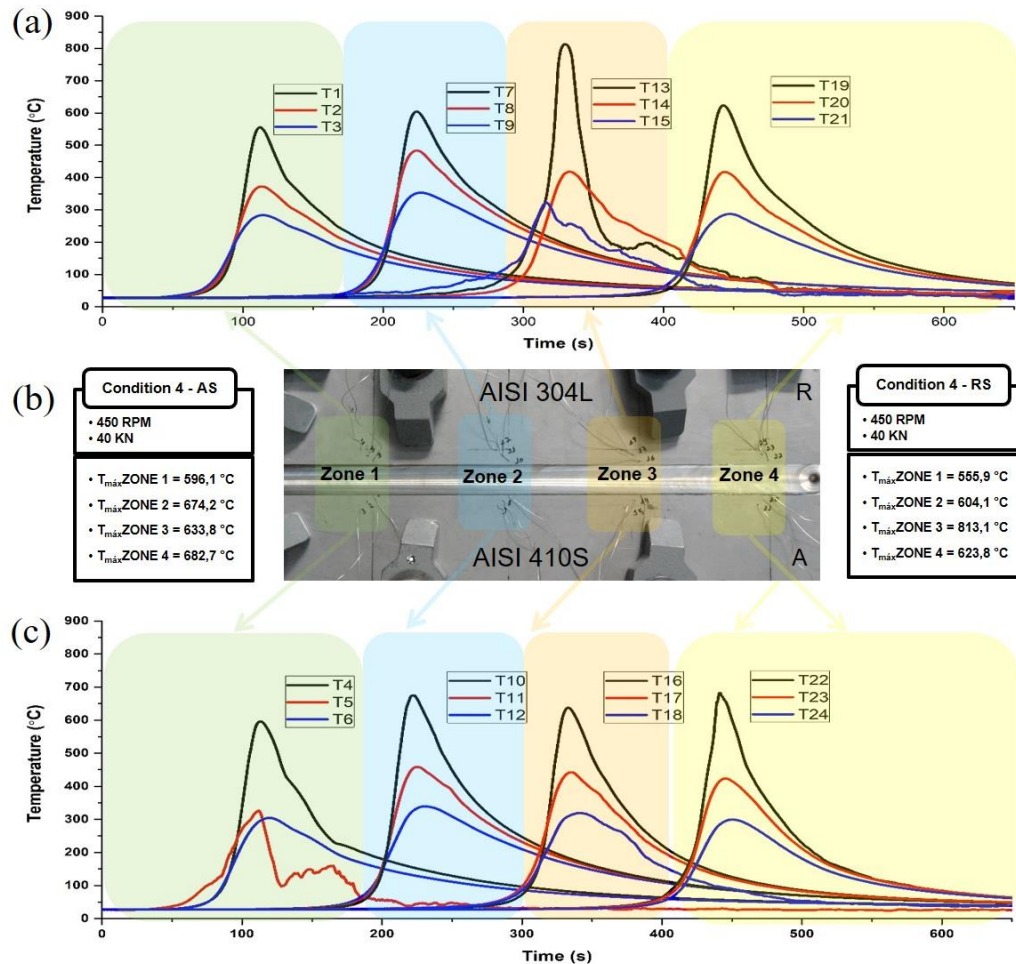 (a)
900
800
700
600
500
400
300
200
100
0
Temperature (°C)
T1
T2
T3
T7
T8
T9
T13
T14
T15
T19
T20
T21
0 100 200 300 400 500 600
Time (s)
(b)
Condition 4 - AS
• 450 RPM
• 40 KN
• TmáxZONE 1 = 596,1 °C
• TmáxZONE 2 = 674,2 °C
• TmáxZONE 3 = 633,8 °C
• TmáxZONE 4 = 682,7 °C
AISI 304L
R
Zone 1
Zone 2
Zone 3
Zone 4
AISI 410S
A
Condition 4 - RS
• 450 RPM
• 40 KN
• TmáxZONE 1 = 555,9 °C
• TmáxZONE 2 = 604,1 °C
• TmáxZONE 3 = 813,1 °C
• TmáxZONE 4 = 623,8 °C
(c)
900
800
700
600
500
400
300
200
100
0
Temperature (°C)
T4
T5
T6
T10
T11
T12
T16
T17
T18
T22
T23
T24
0 100 200 300 400 500 600
Time (s)